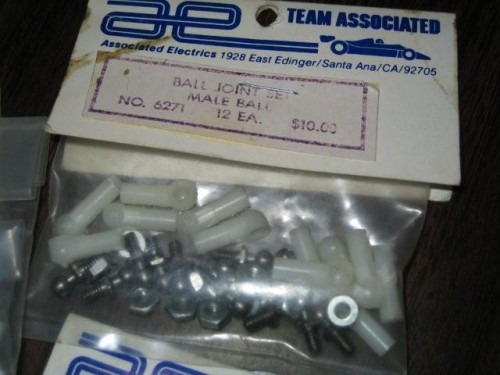 ae TEAM ASSOCIATED
Associated Electrics 1928 East Edinger/Santa Ana/CA/92705
BALL JOINT SET
MALE BALL
NO. 6271 12 EA. $10.00